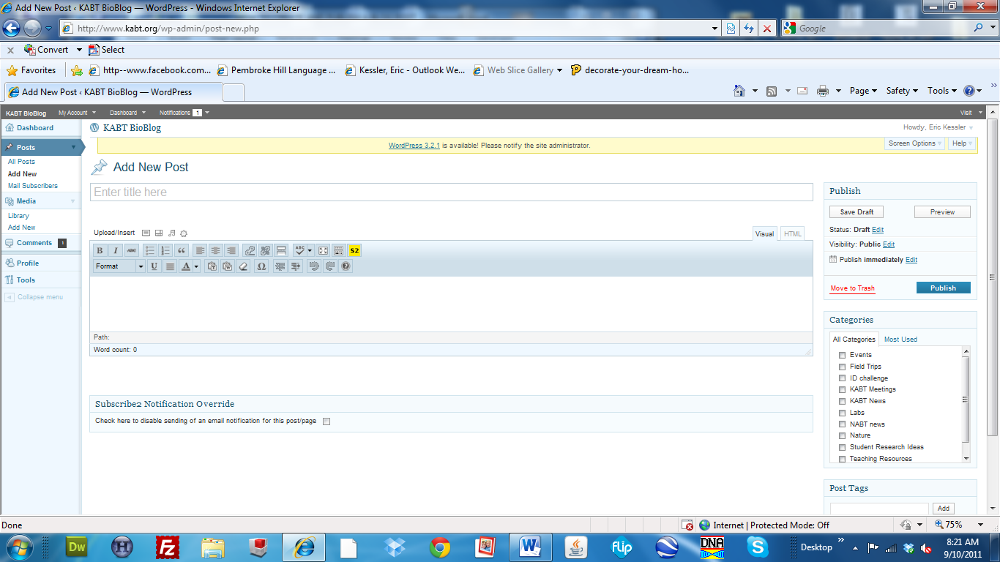 Add New Post ‹ KABT BioBlog — WordPress - Windows Internet Explorer
http://www.kabt.org/wp-admin/post-new.php
Google
x Convert Select
Favorites http--www.facebook.com... Pembroke Hill Language ... Kessler, Eric - Outlook We... Web Slice Gallery decorate-your-dream-ho...
Add New Post ‹ KABT BioBlog — WordPress
Page Safety Tools »
KABT BioBlog My Account Dashboard Notifications 1 Visit
Dashboard
Posts
All Posts
Add New
Mail Subscribers
Media
Library
Add New
Comments 1
Profile
Tools
Collapse menu
KABT BioBlog
Howdy, Eric Kessler
WordPress 3.2.1 is available! Please notify the site administrator.
Screen Options Help
Add New Post
Enter title here
Upload/Insert
Visual HTML
B I ABC ABC S2
Format U A Ω
Path:
Word count: 0
Subscribe2 Notification Override
Check here to disable sending of an email notification for this post/page
Publish
Save Draft Preview
Status: Draft Edit
Visibility: Public Edit
Publish immediately Edit
Move to Trash Publish
Categories
All Categories Most Used
Events
Field Trips
ID challenge
KABT Meetings
KABT News
Labs
NABT news
Nature
Student Research Ideas
Teaching Resources
Post Tags
Add
Done
Internet | Protected Mode: Off
75%
Dw H Fz W flip DNA S
Desktop »
8:21 AM
9/10/2011